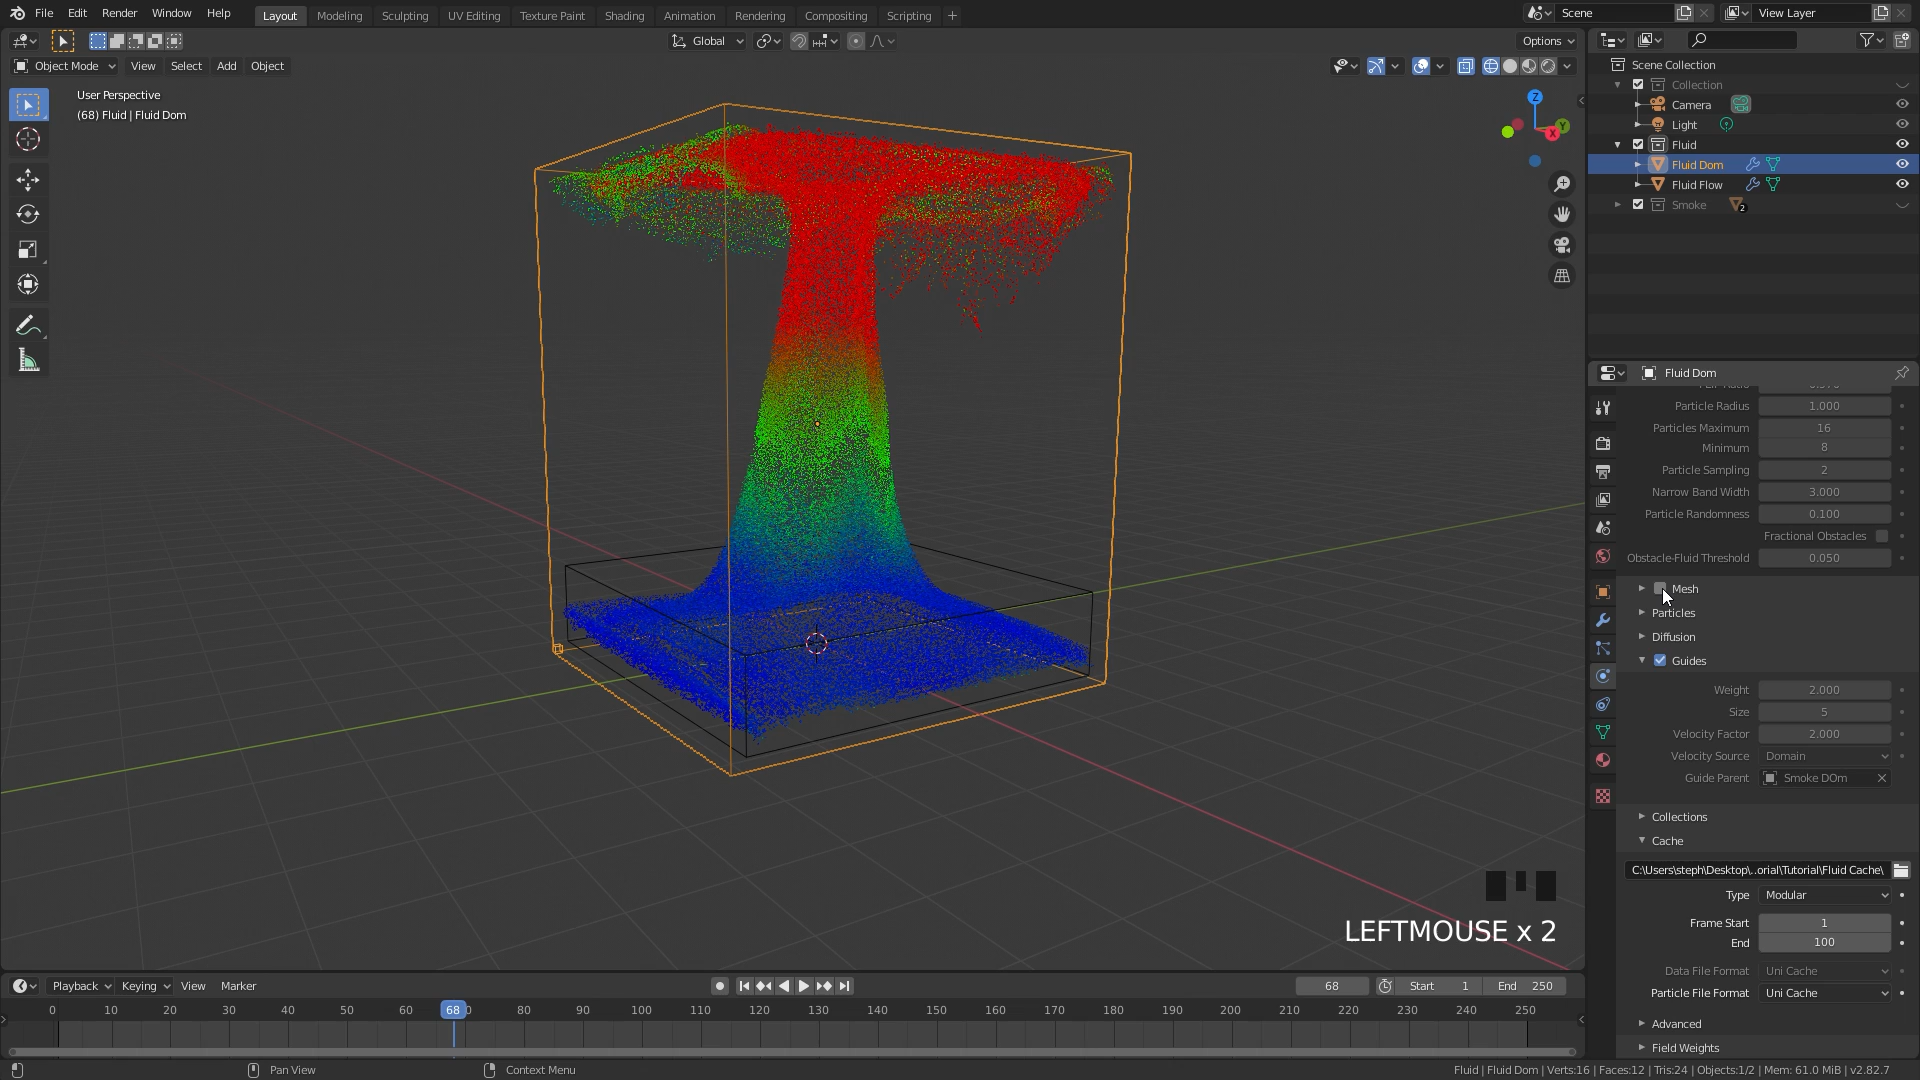 File Edit Render Window Help
Layout Modeling Sculpting UV Editing Texture Paint Shading Animation Rendering Compositing Scripting +
Scene
View Layer
Global
Options
Object Mode View Select Add Object
User Perspective
(68) Fluid | Fluid Dom
Z
Y
X
LEFTMOUSE x 2
Scene Collection
Collection
Camera
Light
Fluid
Fluid Dom
Fluid Flow
Smoke 2
Fluid Dom
Particle Radius 1.000
Particles Maximum 16
Minimum 8
Particle Sampling 2
Narrow Band Width 3.000
Particle Randomness 0.100
Fractional Obstacles
Obstacle-Fluid Threshold 0.050
Mesh
Particles
Diffusion
Guides
Weight 2.000
Size 5
Velocity Factor 2.000
Velocity Source Domain
Guide Parent Smoke DOm
Collections
Cache
C:\Users\steph\Desktop\..orial\Tutorial\Fluid Cache\
Type Modular
Frame Start 1
End 100
Data File Format Uni Cache
Particle File Format Uni Cache
Advanced
Field Weights
Playback Keying View Marker
68
Start 1
End 250
0 10 20 30 40 50 60 68 80 90 100 110 120 130 140 150 160 170 180 190 200 210 220 230 240 250
Pan View
Context Menu
Fluid | Fluid Dom | Verts:16 | Faces:12 | Tris:24 | Objects:1/2 | Mem: 61.0 MiB | v2.82.7